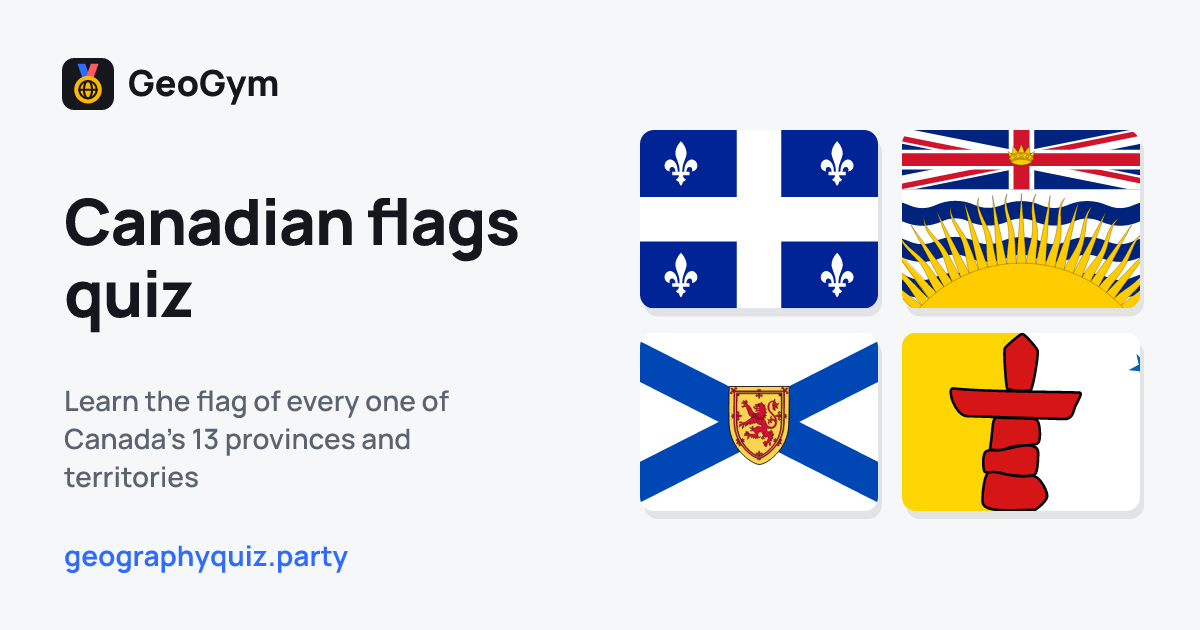 GeoGym
Canadian flags
quiz
Learn the flag of every one of
Canada's 13 provinces and
territories
geographyquiz.party